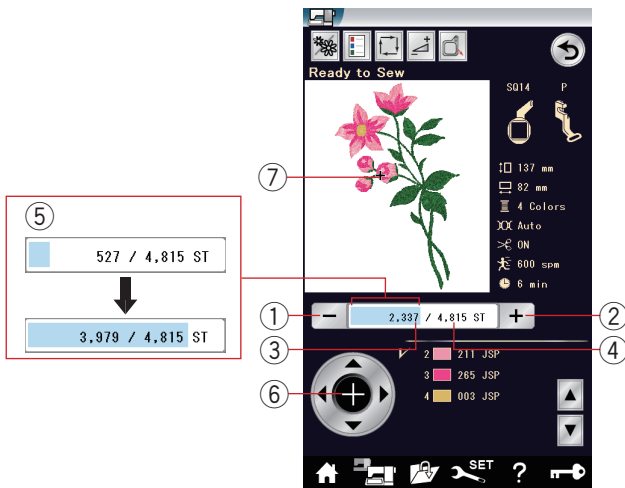 Ready to Sew
SQ14 P
137 mm
82 mm
4 Colors
Auto
ON
600 spm
6 min
⑦
⑤
527 / 4,815 ST
3,979 / 4,815 ST
① − 2,337 / 4,815 ST + ②
③ ④
2 211 JSP
3 265 JSP
4 003 JSP
⑥
SET ?